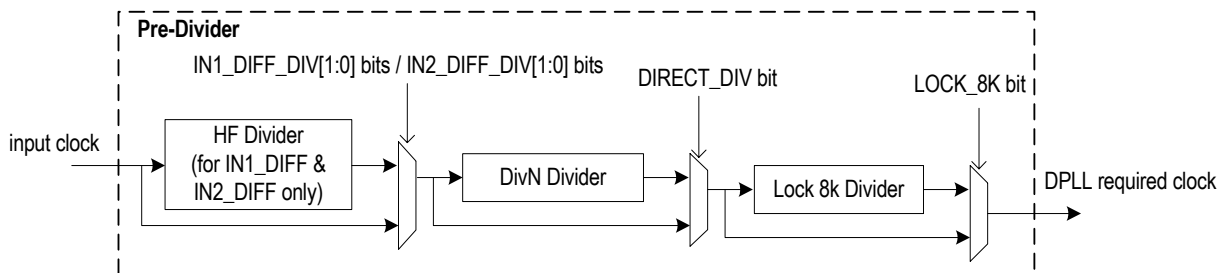 Pre-Divider
IN1_DIFF_DIV[1:0] bits / IN2_DIFF_DIV[1:0] bits
DIRECT_DIV bit
LOCK_8K bit
input clock
HF Divider
(for IN1_DIFF &
IN2_DIFF only)
DivN Divider
Lock 8k Divider
DPLL required clock